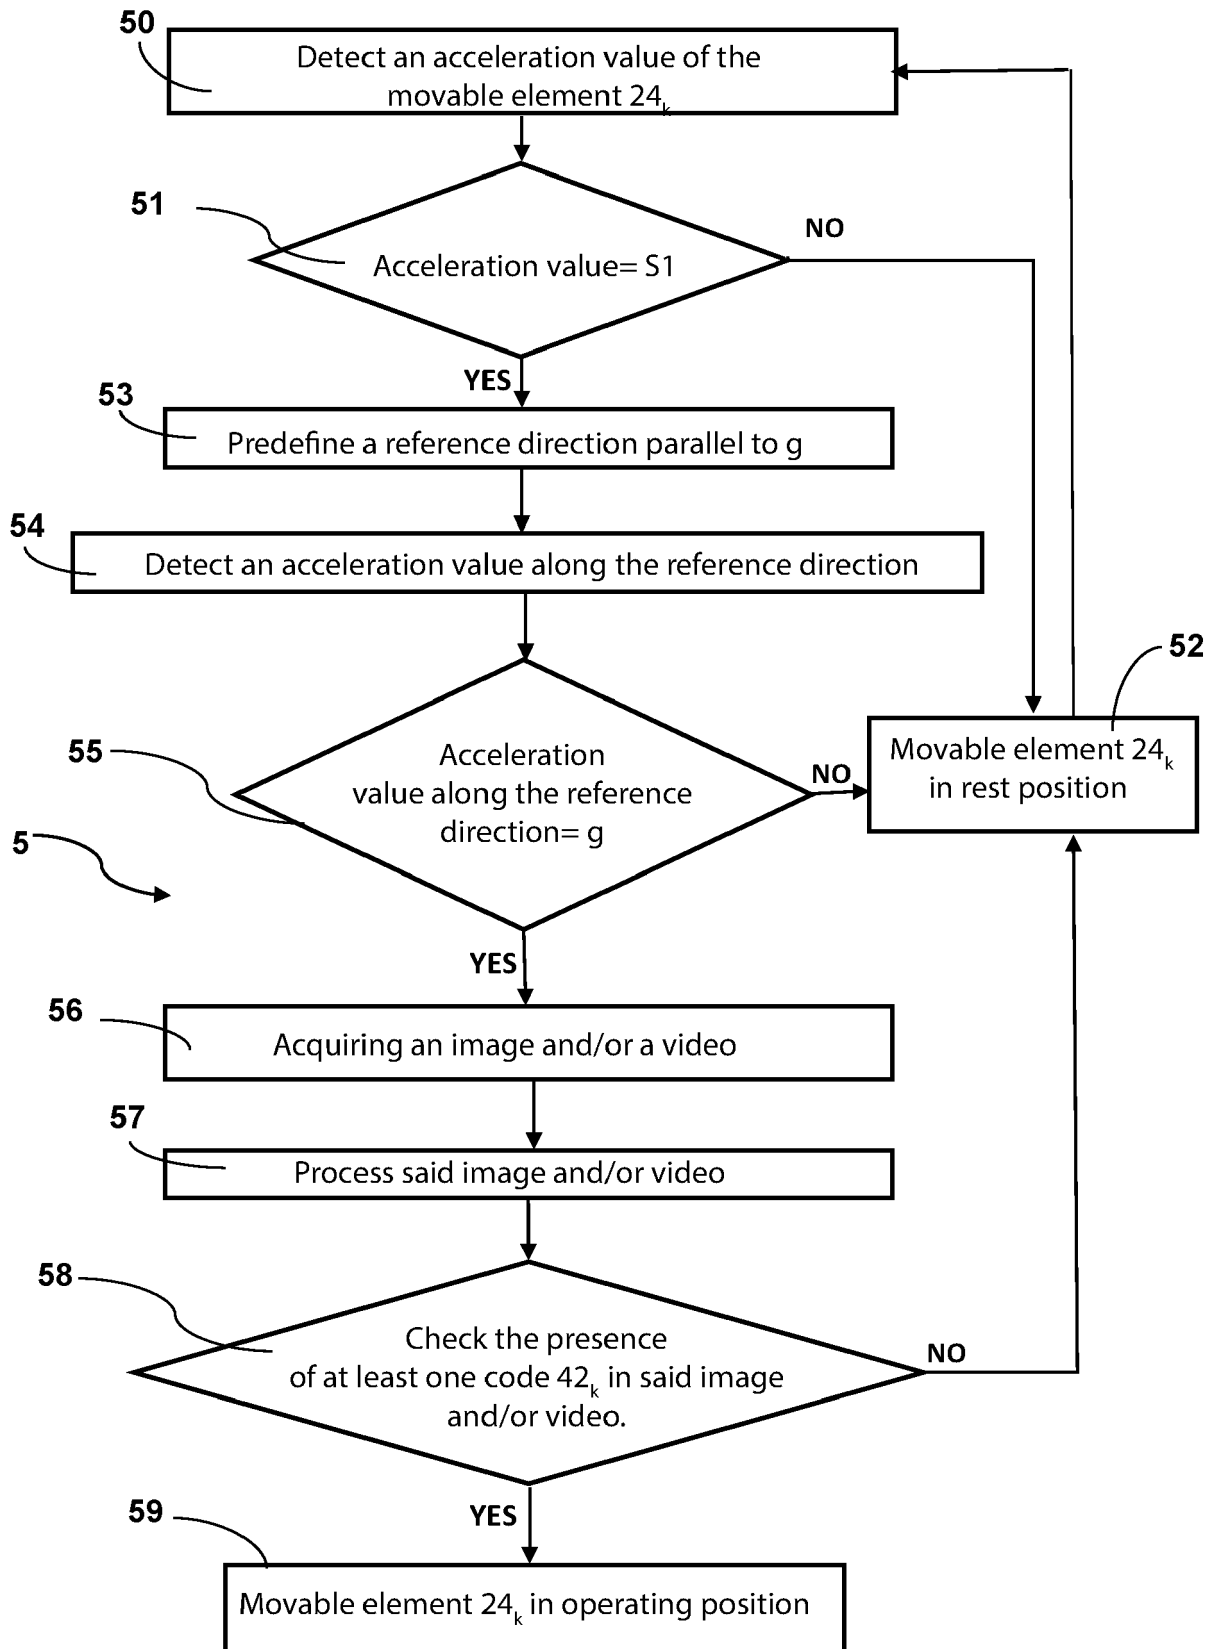 50
Detect an acceleration value of the
movable element 24k
51
NO
Acceleration value= S1
YES
53
Predefine a reference direction parallel to g
54
Detect an acceleration value along the reference direction
52
Movable element 24k
in rest position
55
Acceleration
value along the reference
direction= g
NO
5
YES
56
Acquiring an image and/or a video
57
Process said image and/or video
58
Check the presence
of at least one code 42k in said image
and/or video.
NO
YES
59
Movable element 24k in operating position